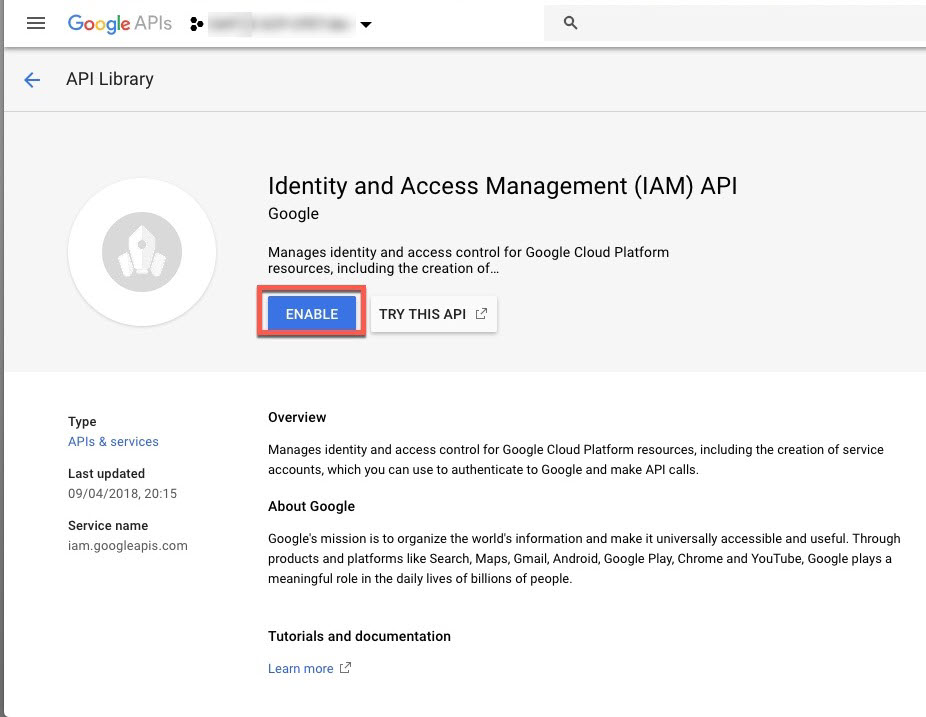 Google APIs
API Library
Identity and Access Management (IAM) API
Google
Manages identity and access control for Google Cloud Platform
resources, including the creation of…
ENABLE
TRY THIS API
Type
APIs & services
Last updated
09/04/2018, 20:15
Service name
iam.googleapis.com
Overview
Manages identity and access control for Google Cloud Platform resources, including the creation of service
accounts, which you can use to authenticate to Google and make API calls.
About Google
Google's mission is to organize the world's information and make it universally accessible and useful. Through
products and platforms like Search, Maps, Gmail, Android, Google Play, Chrome and YouTube, Google plays a
meaningful role in the daily lives of billions of people.
Tutorials and documentation
Learn more